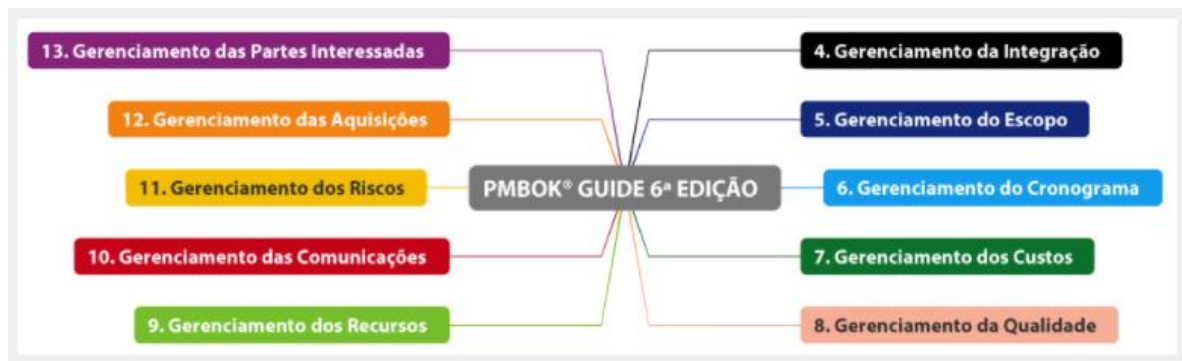 13. Gerenciamento das Partes Interessadas
4. Gerenciamento da Integração
12. Gerenciamento das Aquisições
5. Gerenciamento do Escopo
11. Gerenciamento dos Riscos
PMBOK® GUIDE 6ª EDIÇÃO
6. Gerenciamento do Cronograma
10. Gerenciamento das Comunicações
7. Gerenciamento dos Custos
9. Gerenciamento dos Recursos
8. Gerenciamento da Qualidade